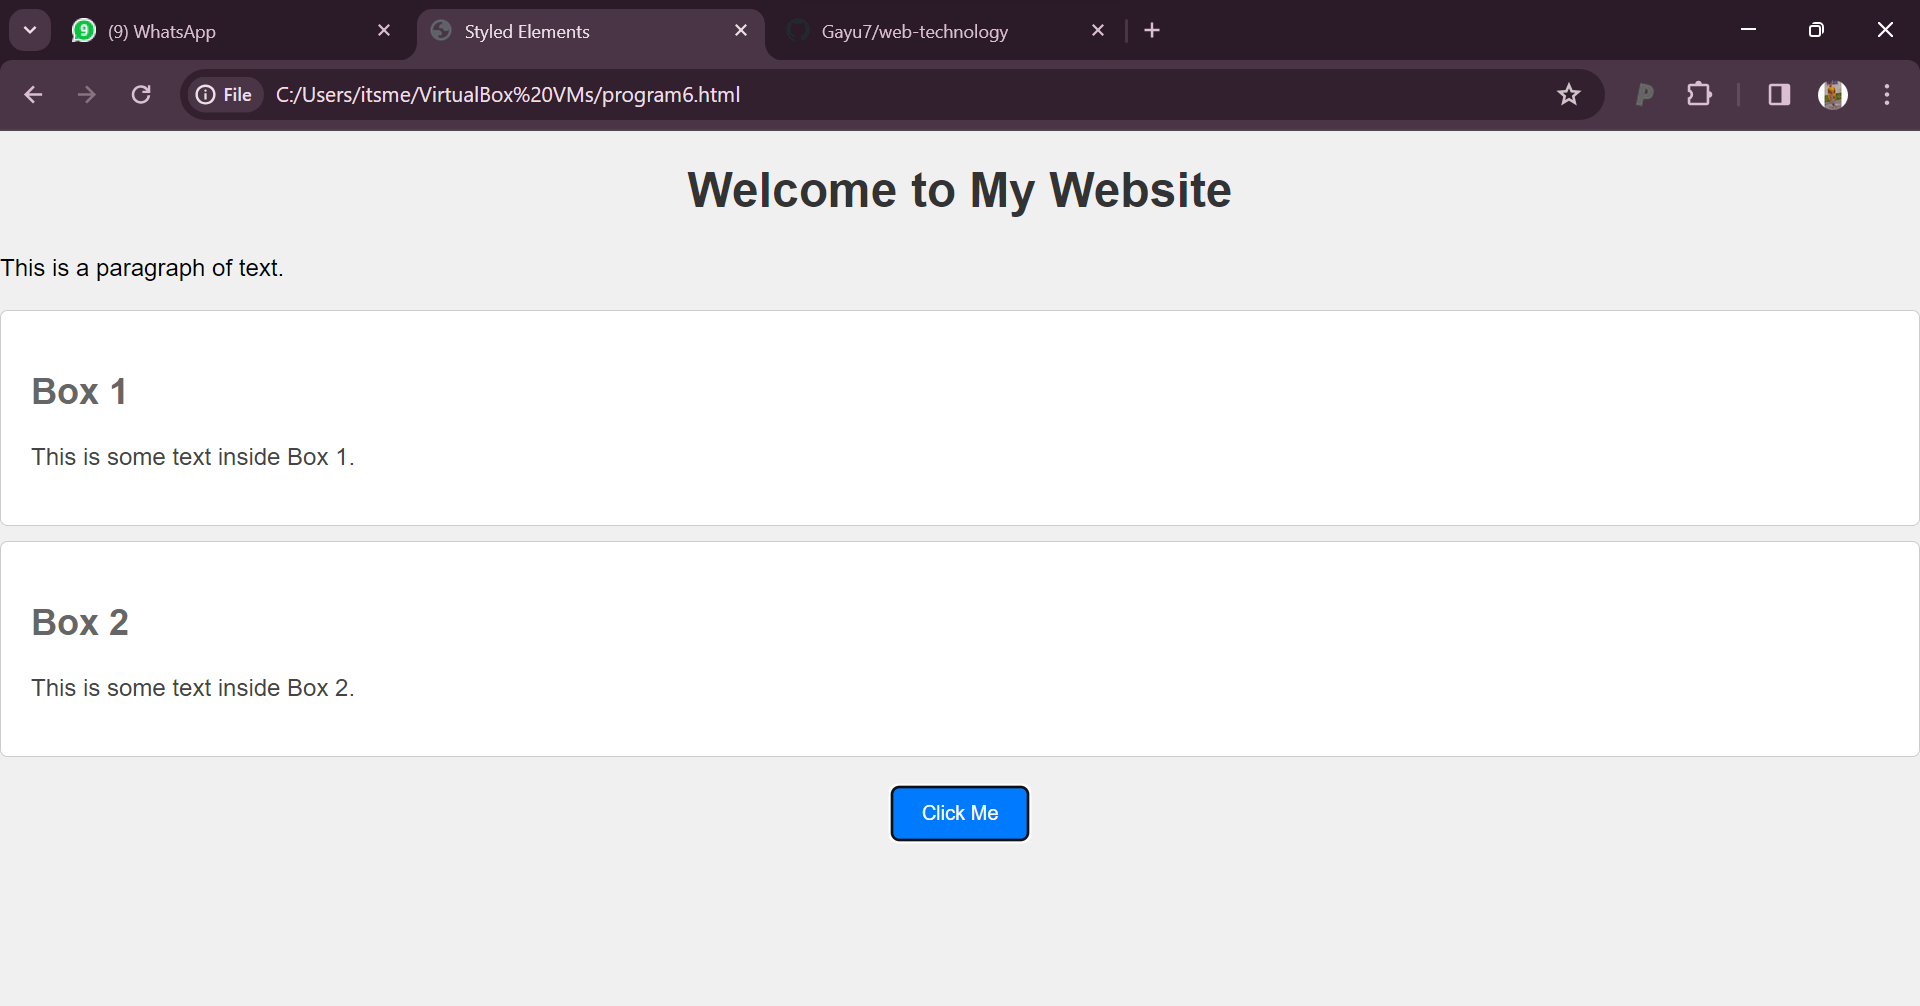 (9) WhatsApp
Styled Elements
Gayu7/web-technology
File
C:/Users/itsme/VirtualBox%20VMs/program6.html
Welcome to My Website
This is a paragraph of text.
Box 1
This is some text inside Box 1.
Box 2
This is some text inside Box 2.
Click Me